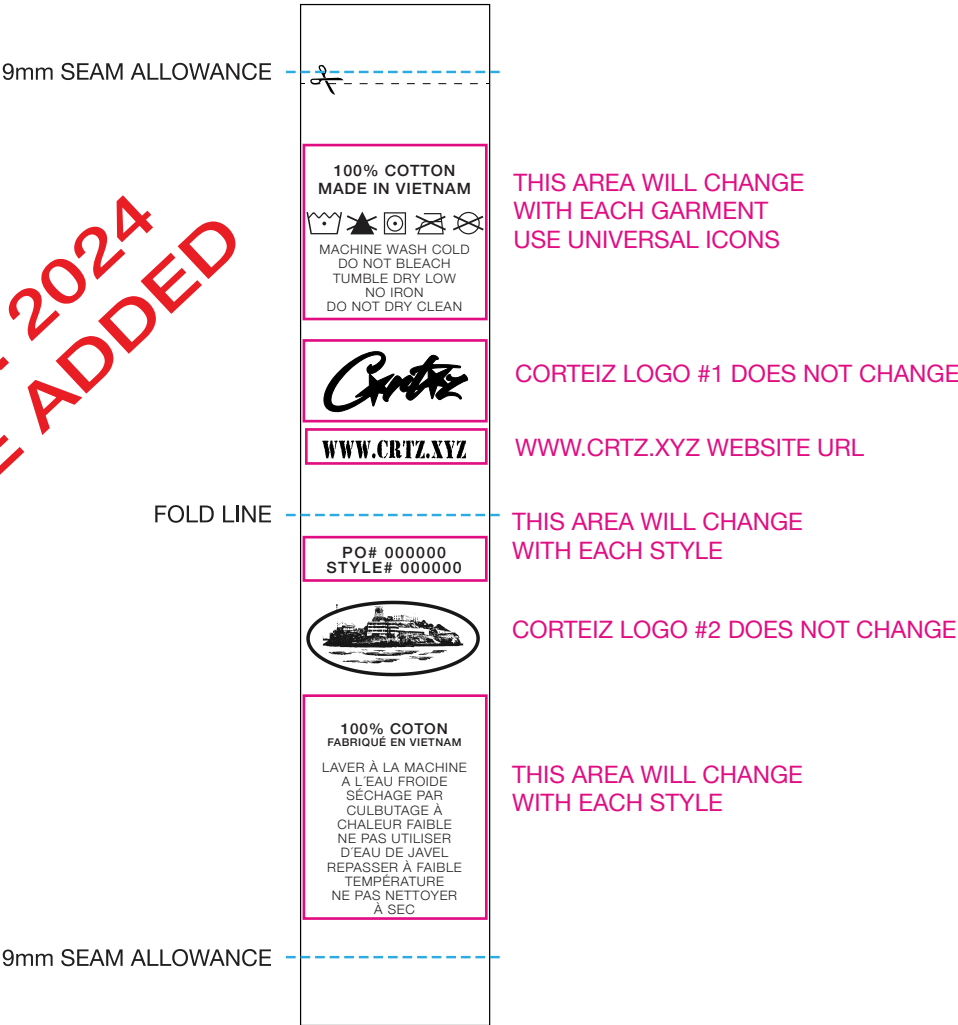 9mm SEAM ALLOWANCE
2024
E ADDED
100% COTTON
MADE IN VIETNAM
MACHINE WASH COLD
DO NOT BLEACH
TUMBLE DRY LOW
NO IRON
DO NOT DRY CLEAN
THIS AREA WILL CHANGE
WITH EACH GARMENT
USE UNIVERSAL ICONS
Crtz
CORTEIZ LOGO #1 DOES NOT CHANGE
WWW.CRTZ.XYZ
WWW.CRTZ.XYZ WEBSITE URL
FOLD LINE
THIS AREA WILL CHANGE
WITH EACH STYLE
PO# 000000
STYLE# 000000
CORTEIZ LOGO #2 DOES NOT CHANGE
100% COTON
FABRIQUÉ EN VIETNAM
LAVER À LA MACHINE
A L´EAU FROIDE
SÉCHAGE PAR
CULBUTAGE À
CHALEUR FAIBLE
NE PAS UTILISER
D´EAU DE JAVEL
REPASSER À FAIBLE
TEMPÉRATURE
NE PAS NETTOYER
À SEC
THIS AREA WILL CHANGE
WITH EACH STYLE
9mm SEAM ALLOWANCE